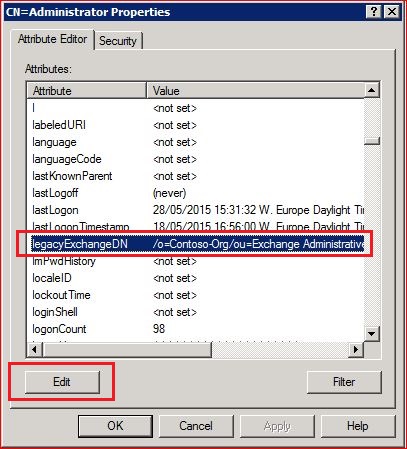 CN=Administrator Properties
Attribute Editor Security
Attributes:
Attribute Value
l <not set>
labeledURI <not set>
language <not set>
languageCode <not set>
lastKnownParent <not set>
lastLogoff (never)
lastLogon 28/05/2015 15:31:32 W. Europe Daylight Tir
lastLogonTimestamp 18/05/2015 16:56:00 W. Europe Daylight Tir
legacyExchangeDN /o=Contoso-Org/ou=Exchange Administrative
lmPwdHistory <not set>
localeID <not set>
lockoutTime <not set>
loginShell <not set>
logonCount 98
Edit Filter
OK Cancel Apply Help